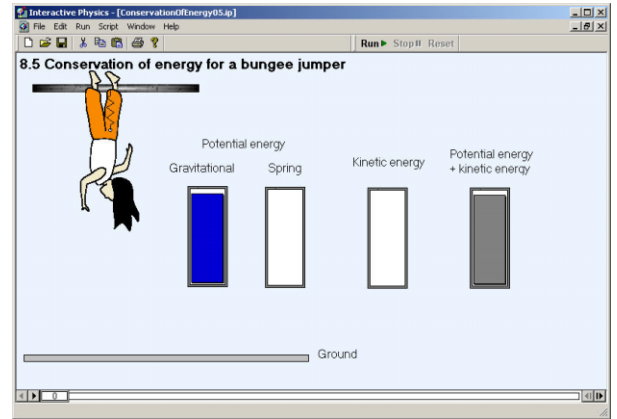 Interactive Physics - [ConservationOfEnergy05.ip]
File Edit Run Script Window Help
Run Stop Reset
8.5 Conservation of energy for a bungee jumper
Potential energy
Gravitational Spring
Kinetic energy
Potential energy
+ kinetic energy
Ground
0